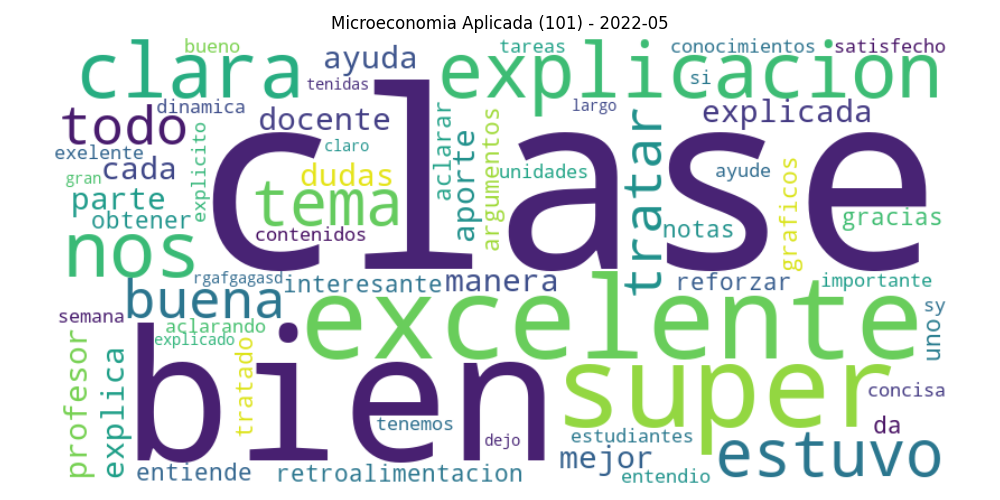 Microeconomia Aplicada (101) - 2022-05
bueno
tareas
conocimientos
satisfecho
clara
ayuda
explicacion
si
tenidas
dinamica
largo
todo
docente
explicada
clase
exelente
cada
explicito
claro
aclarar
aporte
argumentos
tratar
gran
dudas
unidades
ayude
graficos
parte
tema
obtener
notas
gracias
contenidos
nos
rgafgagasd
interesante
manera
reforzar
importante
buena
excelente
semana
aclarando
sy
uno
explicado
bien
super
profesor
explica
tratado
concisa
tenemos
da
dejo
estudiantes
estuvo
mejor
entiende
retroalimentacion
entendio